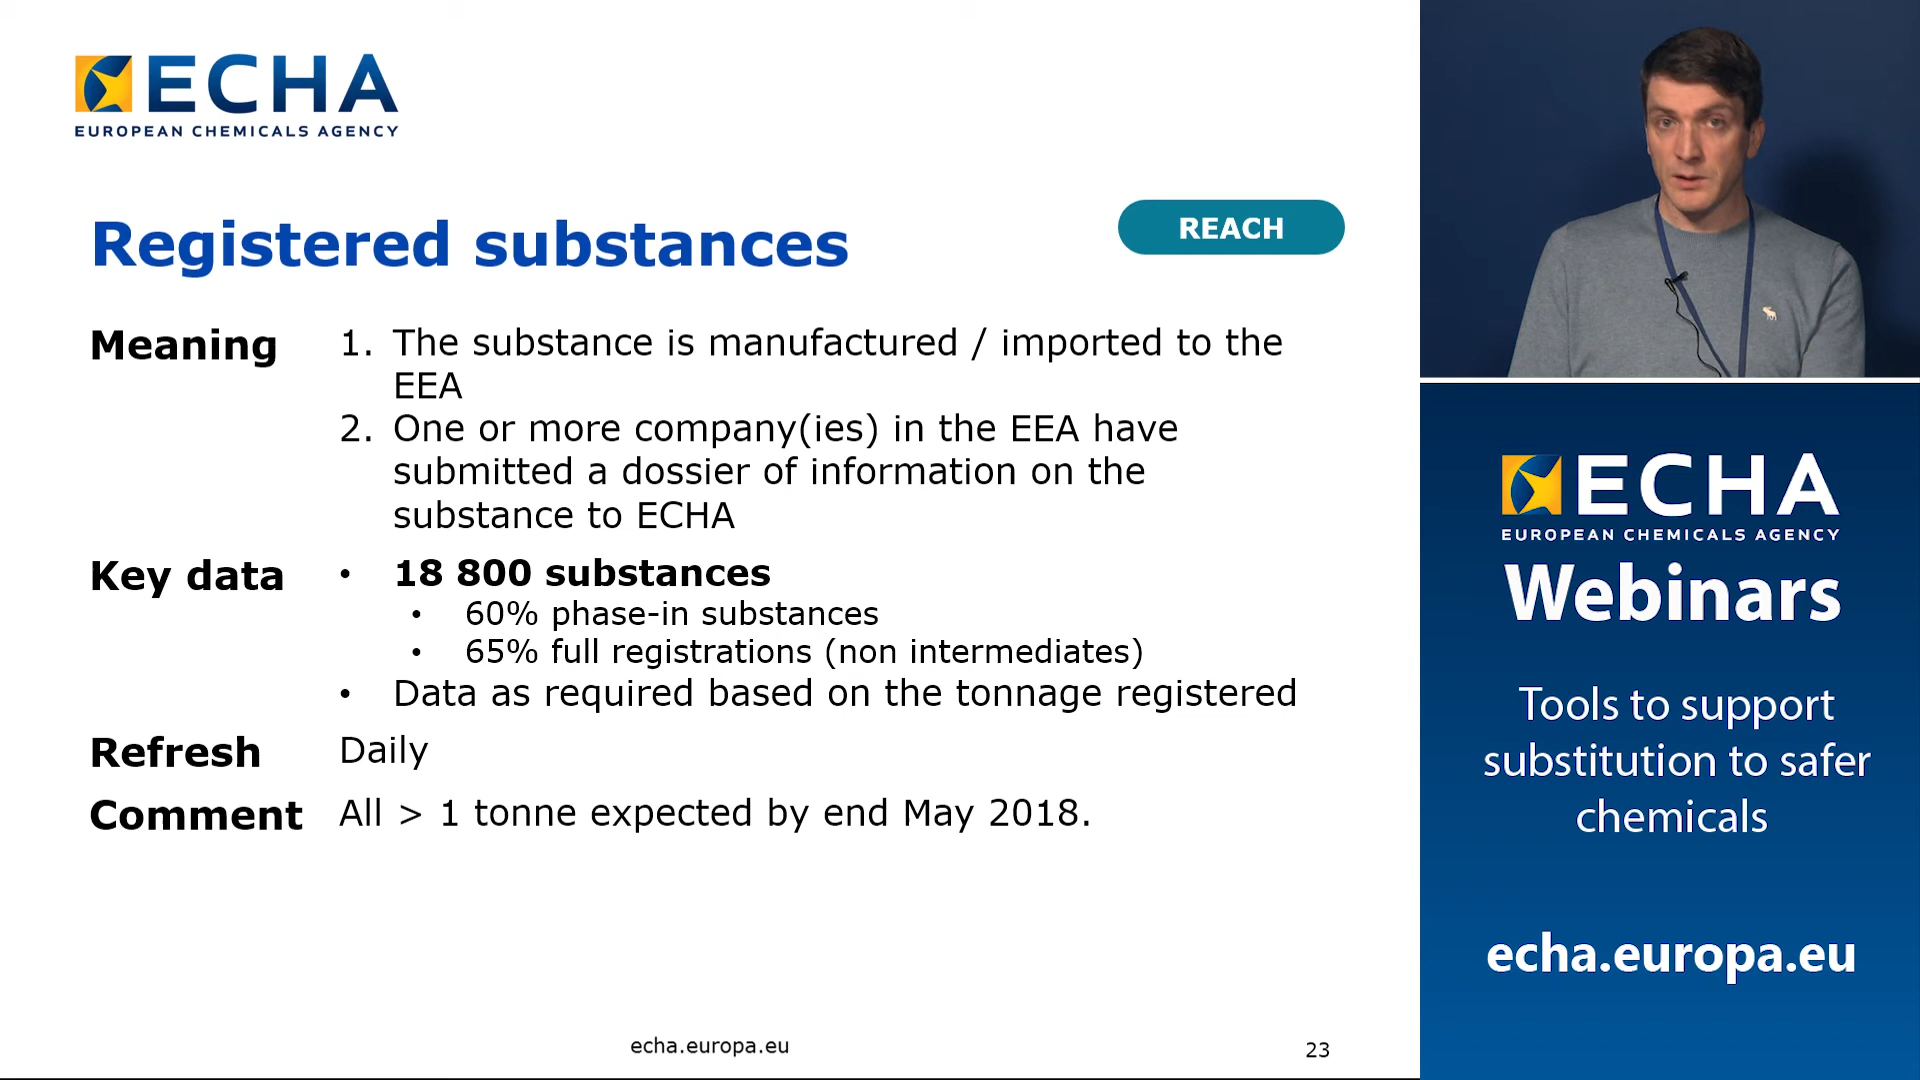 ECHA
EUROPEAN CHEMICALS AGENCY
Registered substances
REACH
Meaning
1. The substance is manufactured / imported to the
EEA
2. One or more company(ies) in the EEA have
submitted a dossier of information on the
substance to ECHA
Key data
• 18 800 substances
• 60% phase-in substances
• 65% full registrations (non intermediates)
• Data as required based on the tonnage registered
Refresh
Daily
Comment
All > 1 tonne expected by end May 2018.
echa.europa.eu
23
ECHA
EUROPEAN CHEMICALS AGENCY
Webinars
Tools to support
substitution to safer
chemicals
echa.europa.eu